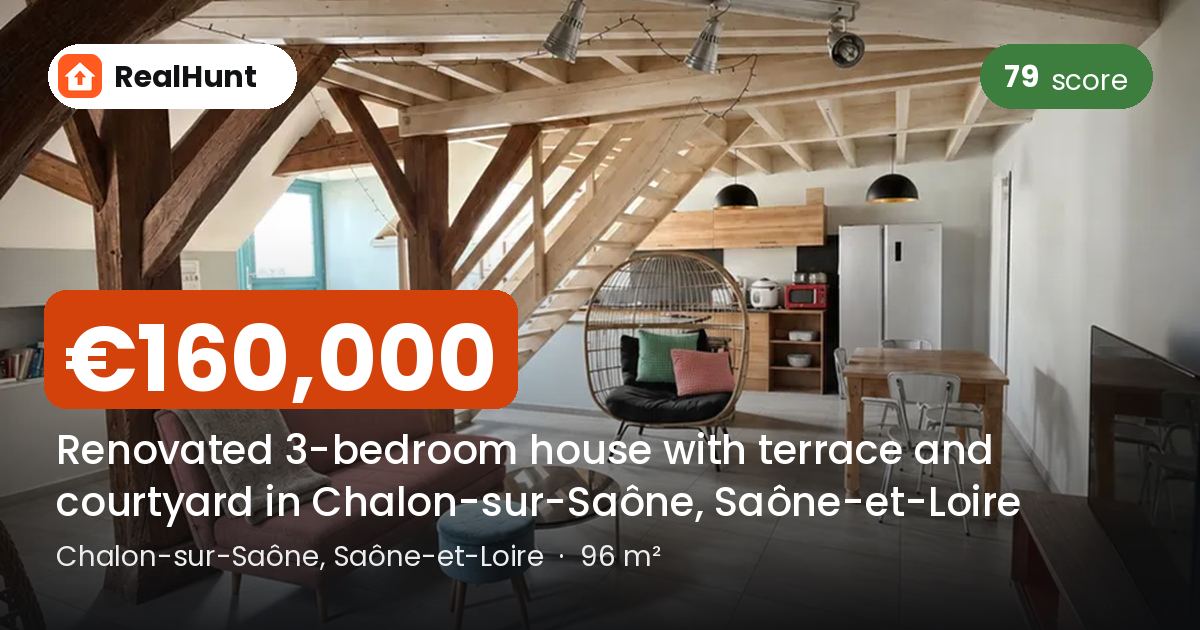 RealHunt
79 score
€160,000
Renovated 3-bedroom house with terrace and
courtyard in Chalon-sur-Saône, Saône-et-Loire
Chalon-sur-Saône, Saône-et-Loire · 96 m²